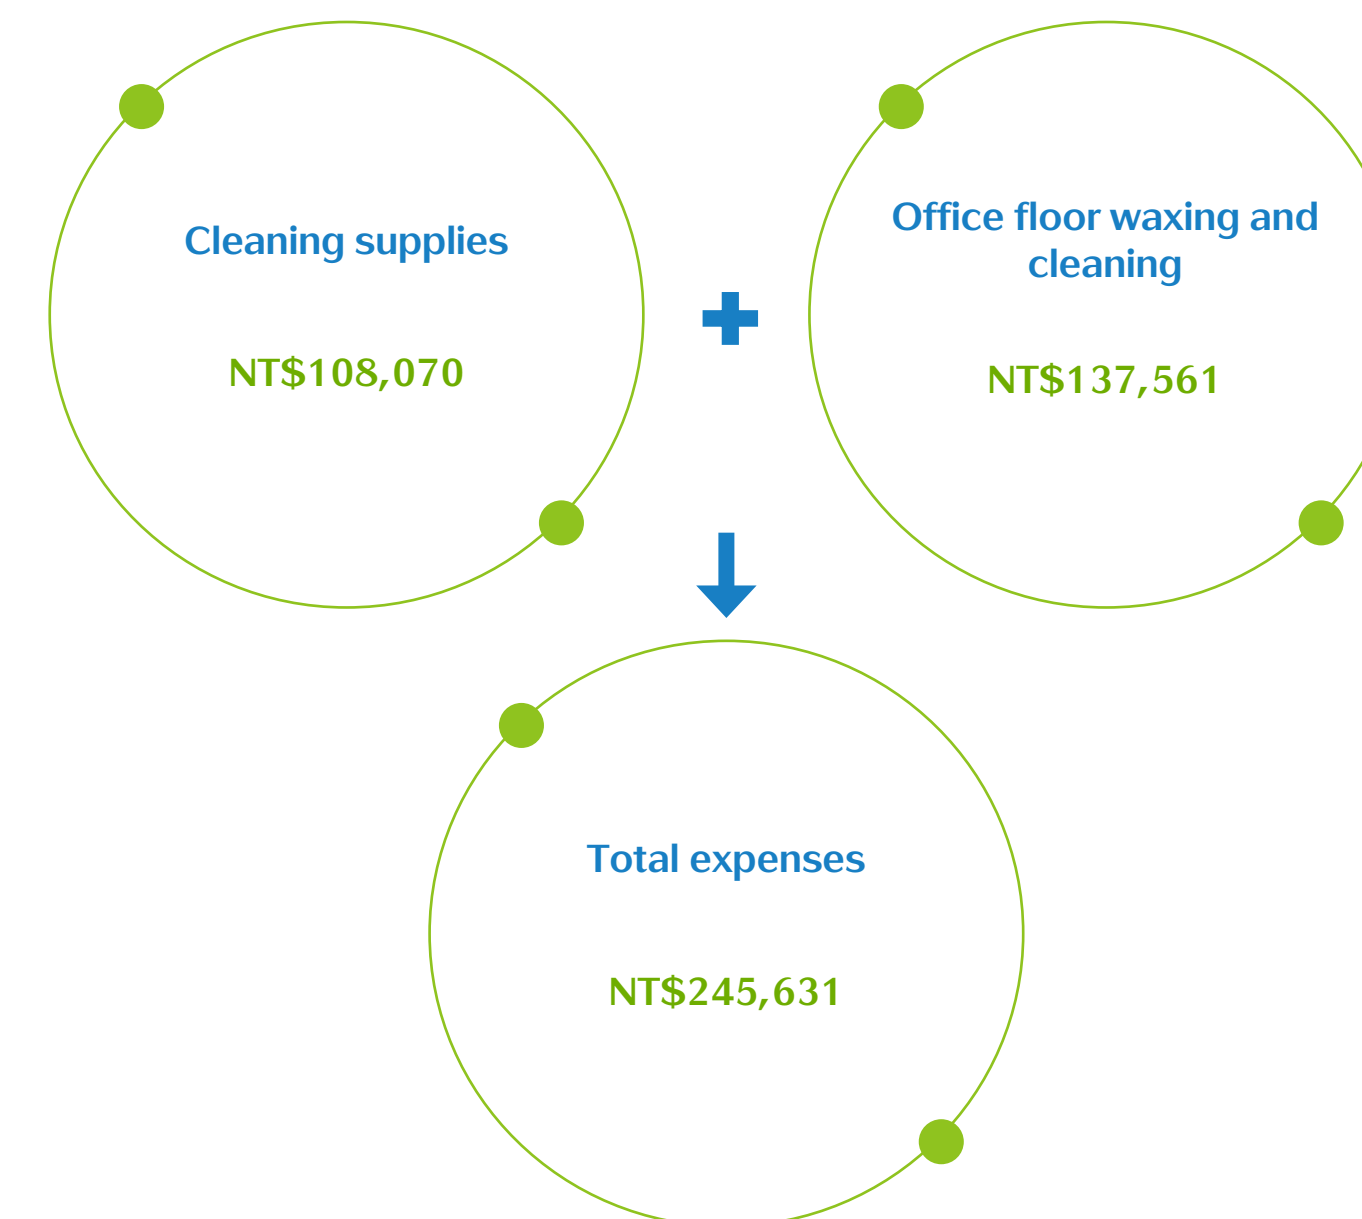 Cleaning supplies
NT$108,070
Office floor waxing and
cleaning
NT$137,561
Total expenses
NT$245,631